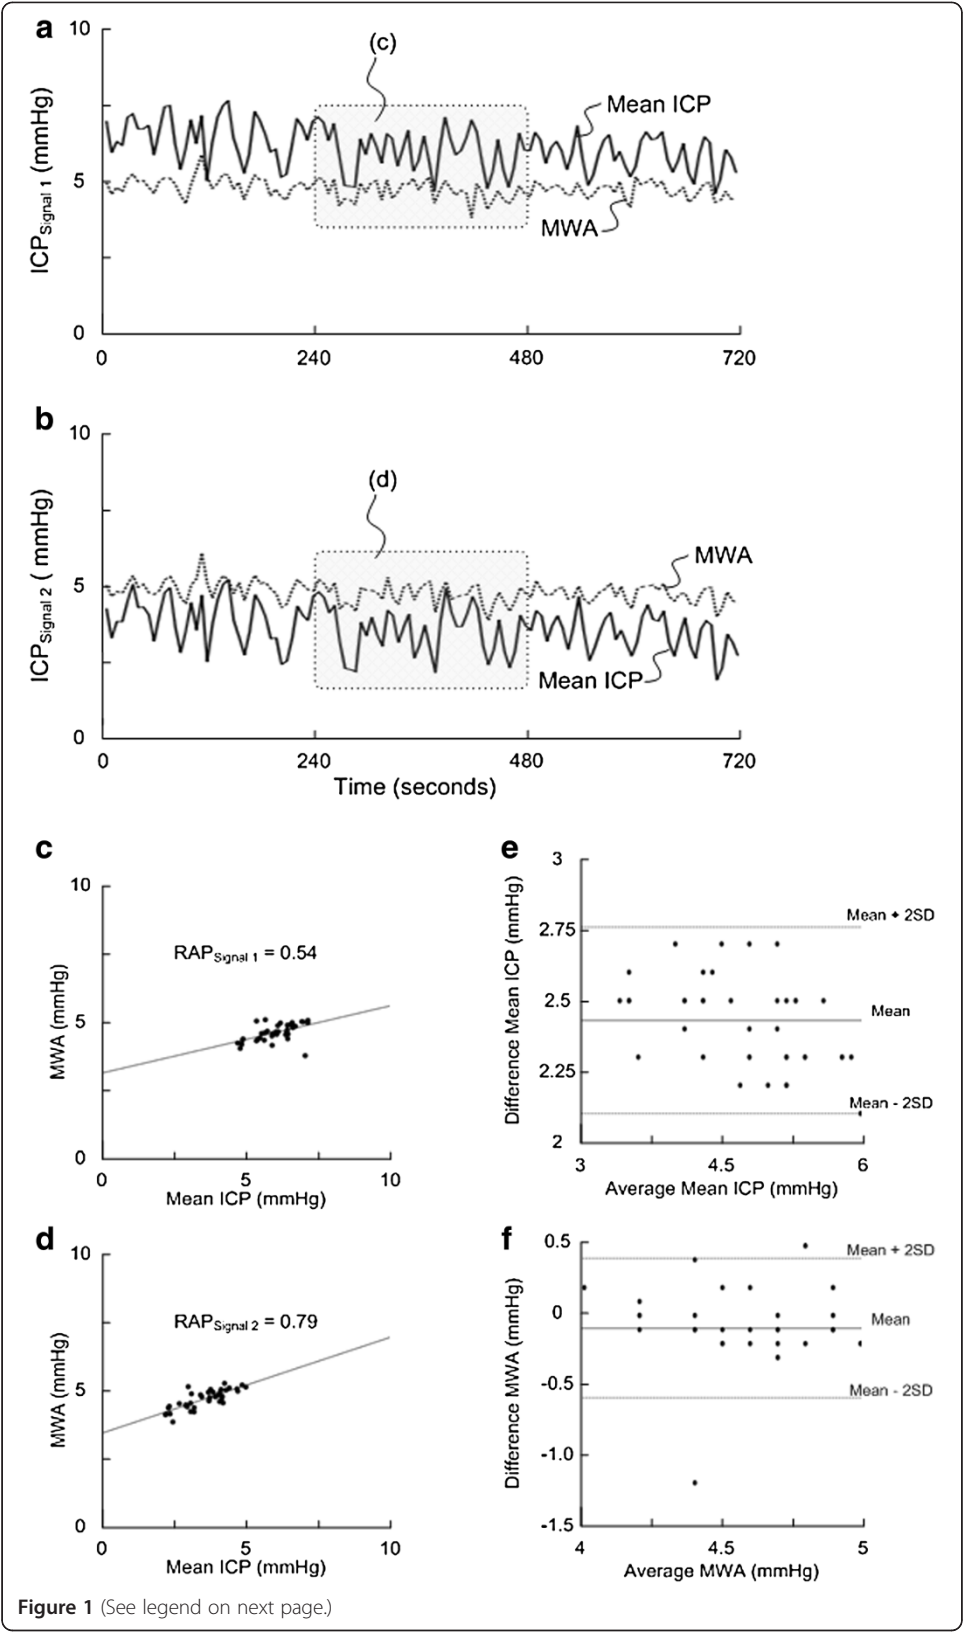 a
10
5
0
ICPSignal 1 (mmHg)
(c)
Mean ICP
MWA
0 240 480 720
b
10
5
0
ICPSignal 2 ( mmHg)
(d)
MWA
Mean ICP
0 240 480 720
Time (seconds)
c
10
5
0
MWA (mmHg)
RAPSignal 1 = 0.54
0 5 10
Mean ICP (mmHg)
e
3
2.75
2.5
2.25
2
Difference Mean ICP (mmHg)
Mean + 2SD
Mean
Mean - 2SD
3 4.5 6
Average Mean ICP (mmHg)
d
10
5
0
MWA (mmHg)
RAPSignal 2 = 0.79
0 5 10
Mean ICP (mmHg)
f
0.5
0
-0.5
-1.0
-1.5
Difference MWA (mmHg)
Mean + 2SD
Mean
Mean - 2SD
4 4.5 5
Average MWA (mmHg)
Figure 1 (See legend on next page.)